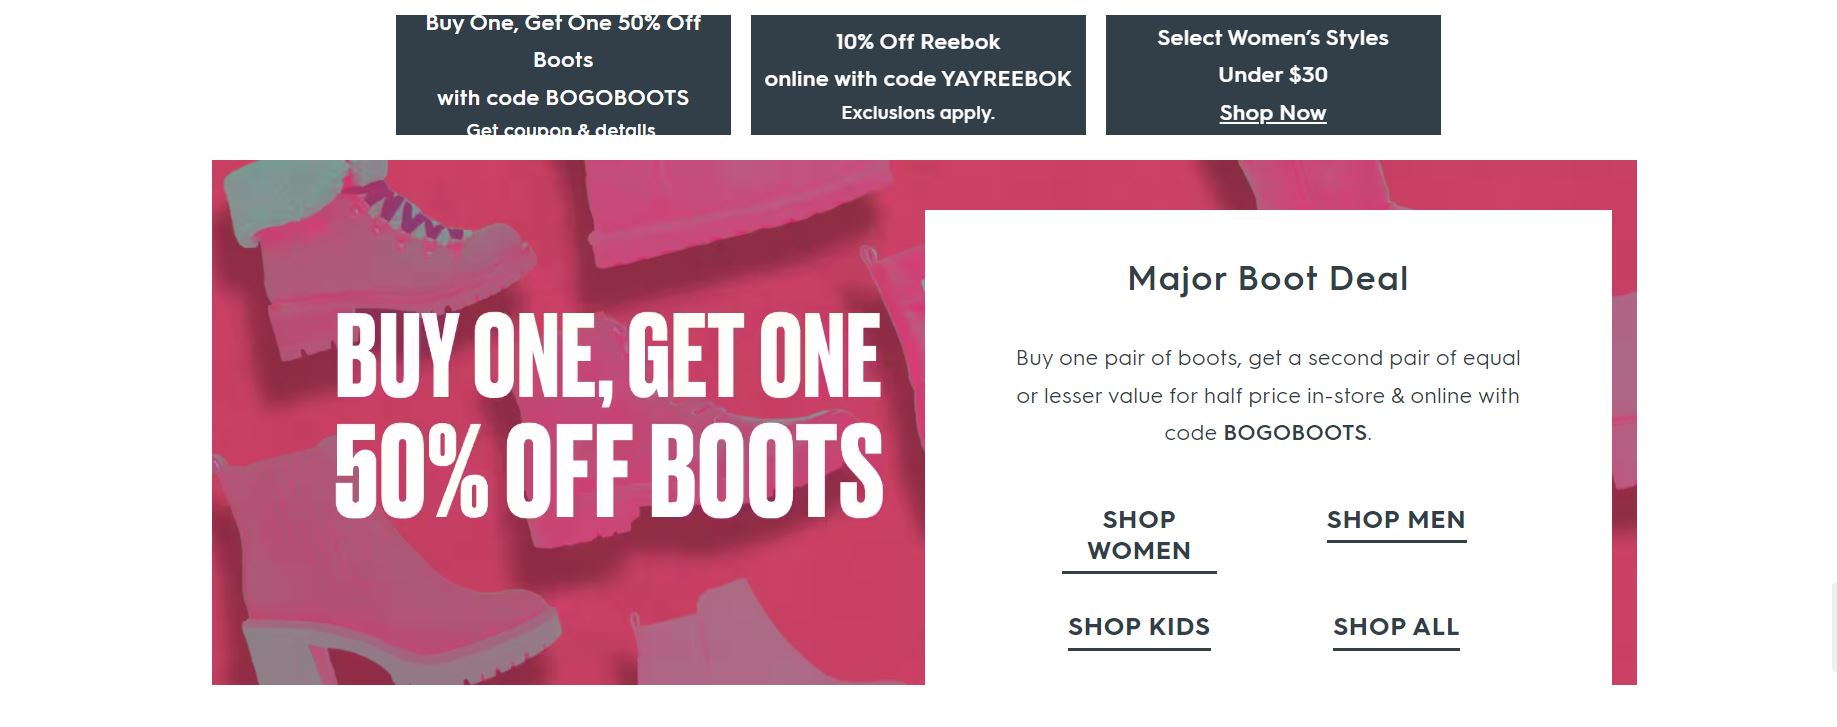 Buy One, Get One 50% Off
Boots
with code BOGOBOOTS
Get coupon & details
10% Off Reebok
online with code YAYREEBOK
Exclusions apply.
Select Women's Styles
Under $30
Shop Now
BUY ONE, GET ONE
50% OFF BOOTS
Major Boot Deal
Buy one pair of boots, get a second pair of equal
or lesser value for half price in-store & online with
code BOGOBOOTS.
SHOP
WOMEN
SHOP MEN
SHOP KIDS
SHOP ALL